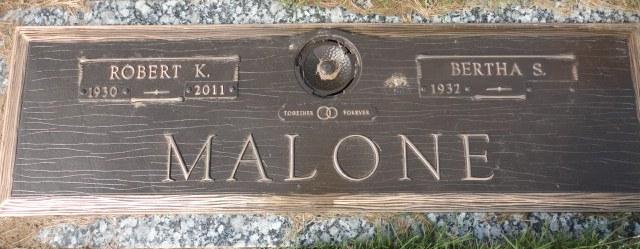 ROBERT K.
1930 2011
BERTHA S.
1932
TOGETHER FOREVER
MALONE